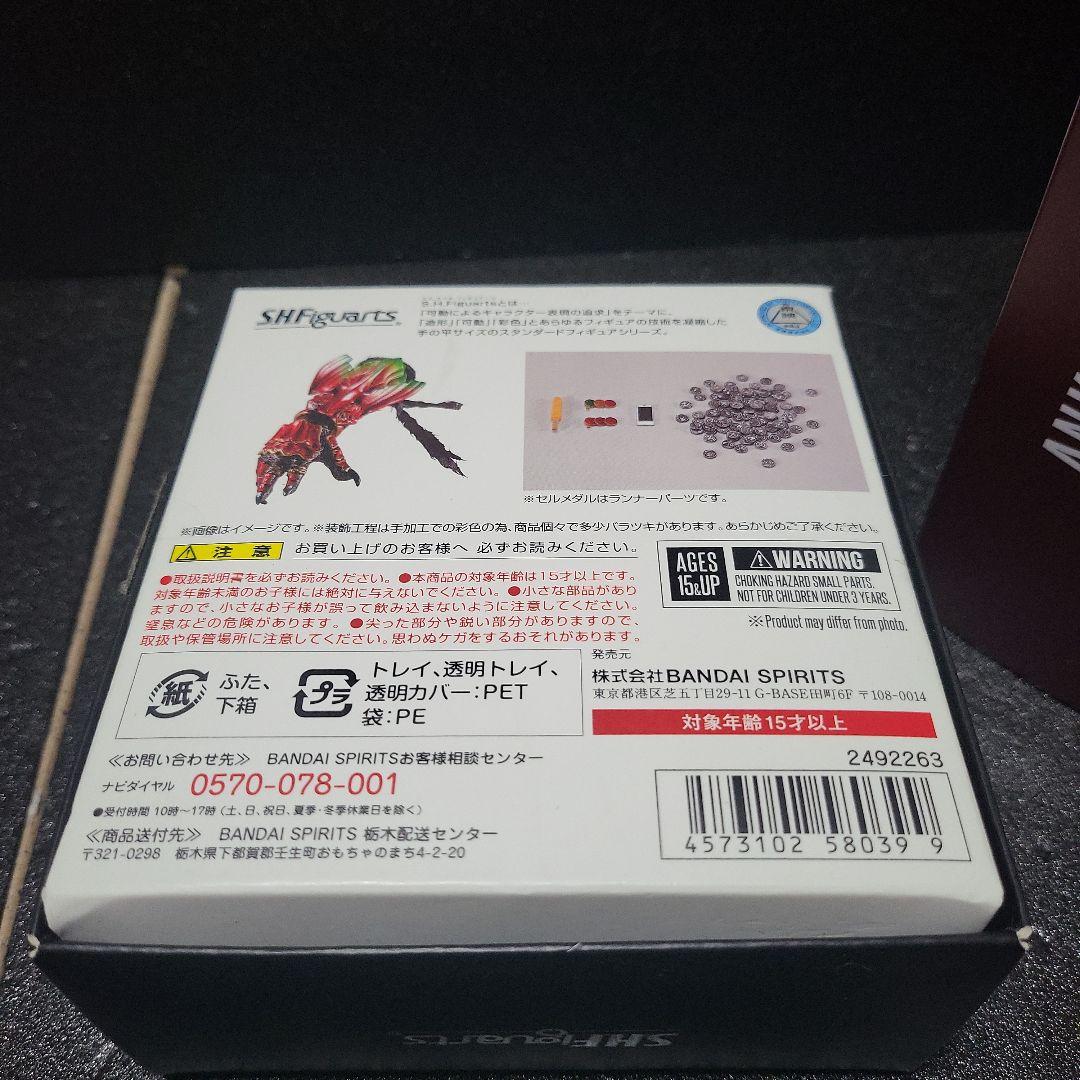 S.H.Figuarts
S.H.Figuartsとは…
「可動によるキャラクター表現の追求」をテーマに、
「造形」「可動」「彩色」とあらゆるフィギュアの技術を凝縮した
手の平サイズのスタンダードフィギュアシリーズ。
※セルメダルはランナーパーツです。
※画像はイメージです。※装飾工程は手加工での彩色の為、商品個々で多少バラツキがあります。あらかじめご了承ください。
注意 お買い上げのお客様へ 必ずお読みください。
●取扱説明書を必ずお読みください。●本商品の対象年齢は15才以上です。
対象年齢未満のお子様には絶対に与えないでください。●小さな部品があり
ますので、小さなお子様が誤って飲み込まないように注意してください。
窒息などの危険があります。●尖った部分や鋭い部分がありますので、
取扱や保管場所に注意してください。思わぬケガをするおそれがあります。
AGES
15&UP
WARNING
CHOKING HAZARD SMALL PARTS.
NOT FOR CHILDREN UNDER 3 YEARS.
※Product may differ from photo.
紙
ふた、
下箱
プラ
トレイ、透明トレイ、
透明カバー:PET
袋:PE
発売元
株式会社BANDAI SPIRITS
東京都港区芝五丁目29-11 G-BASE田町6F 〒108-0014
対象年齢15才以上
≪お問い合わせ先≫ BANDAI SPIRITSお客様相談センター
ナビダイヤル 0570-078-001
●受付時間 10時〜17時(土、日、祝日、夏季・冬季休業日を除く)
≪商品送付先≫ BANDAI SPIRITS 栃木配送センター
〒321-0298 栃木県下都賀郡壬生町おもちゃのまち4-2-20
2492263
4573102 58039 9
S.H.Figuarts